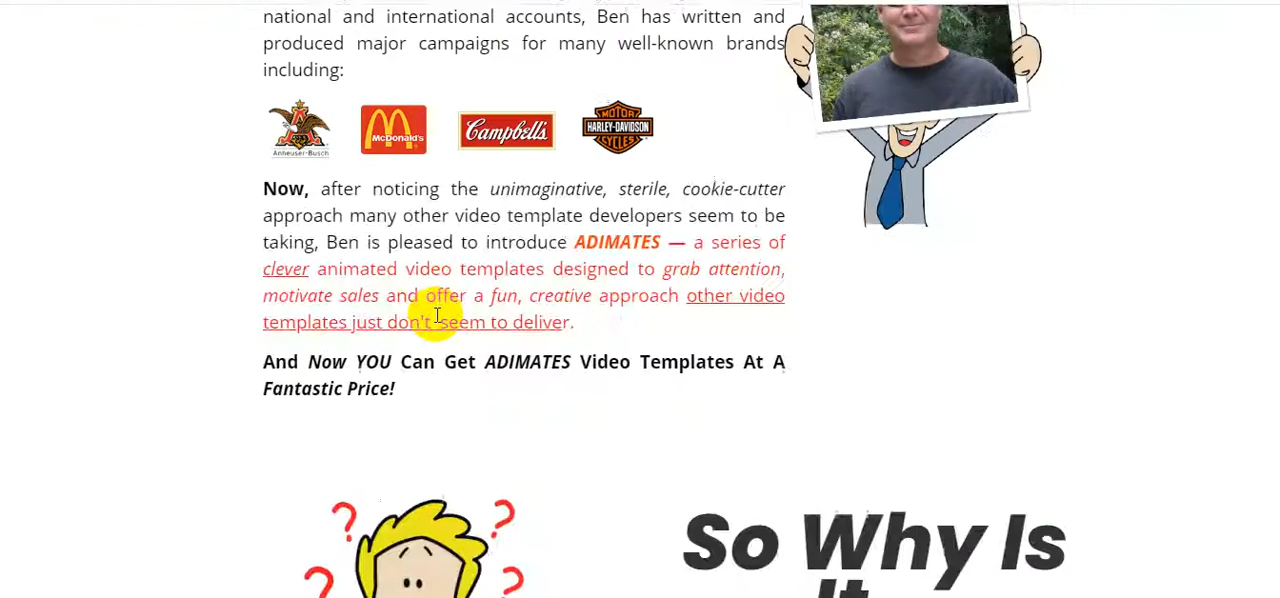 national and international accounts, Ben has written and
produced major campaigns for many well-known brands
including:
Anheuser-Busch
McDonald's
Campbell's
MOTOR
HARLEY-DAVIDSON
CYCLES
Now, after noticing the unimaginative, sterile, cookie-cutter
approach many other video template developers seem to be
taking, Ben is pleased to introduce ADIMATES — a series of
clever animated video templates designed to grab attention,
motivate sales and offer a fun, creative approach other video
templates just don't seem to deliver.
And Now YOU Can Get ADIMATES Video Templates At A
Fantastic Price!
? ?
? ?
So Why Is
It